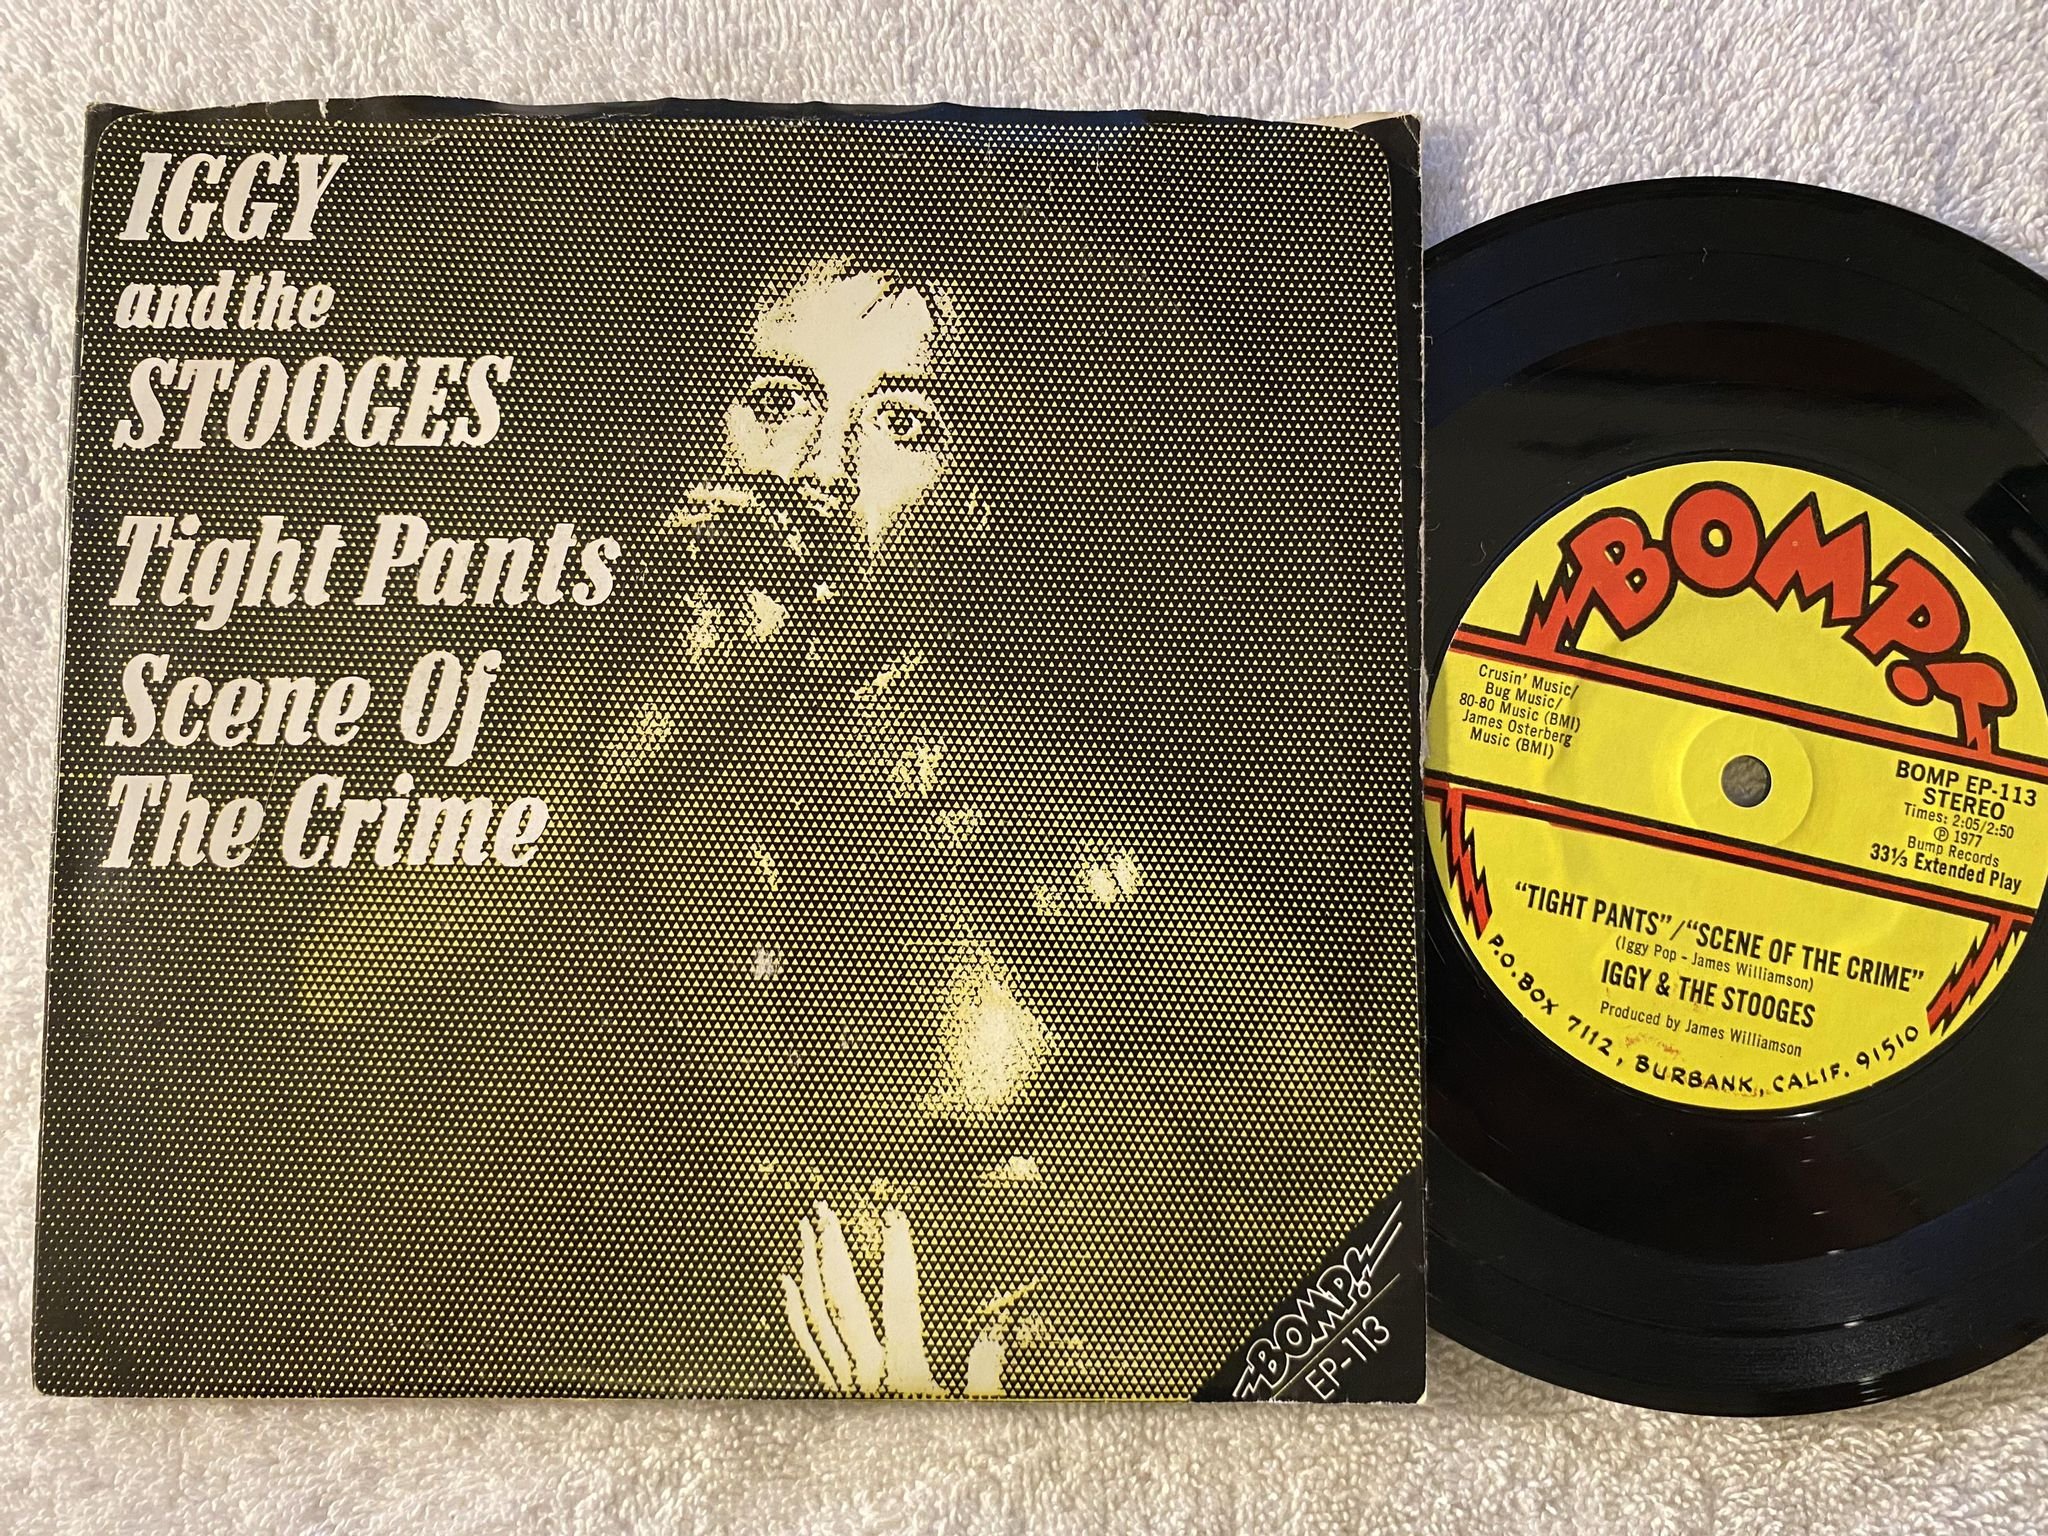 IGGY
and the
STOOGES
Tight Pants
Scene Of
The Crime
BOMP!
EP-113
BOMP!
Crusin' Music/
Bug Music/
80-80 Music (BMI)
James Osterberg
Music (BMI)
BOMP EP-113
STEREO
Times: 2:05/2:50
℗ 1977
Bump Records
33⅓ Extended Play
"TIGHT PANTS"/"SCENE OF THE CRIME"
(Iggy Pop - James Williamson)
IGGY & THE STOOGES
Produced by James Williamson
P.O. BOX 7112, BURBANK, CALIF. 91510